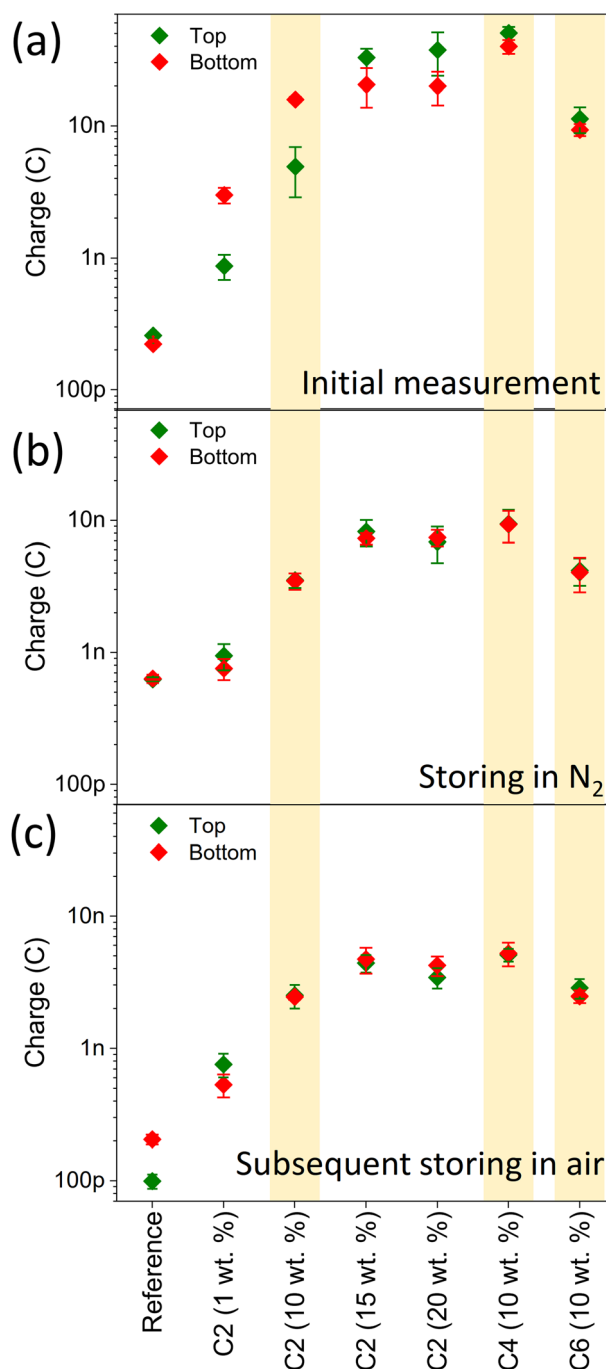 (a)
Top
Bottom
10n
1n
100p
Charge (C)
Initial measurement
(b)
Top
Bottom
10n
1n
100p
Charge (C)
Storing in N₂
(c)
Top
Bottom
10n
1n
100p
Charge (C)
Subsequent storing in air
Reference
C2 (1 wt. %)
C2 (10 wt. %)
C2 (15 wt. %)
C2 (20 wt. %)
C4 (10 wt. %)
C6 (10 wt. %)